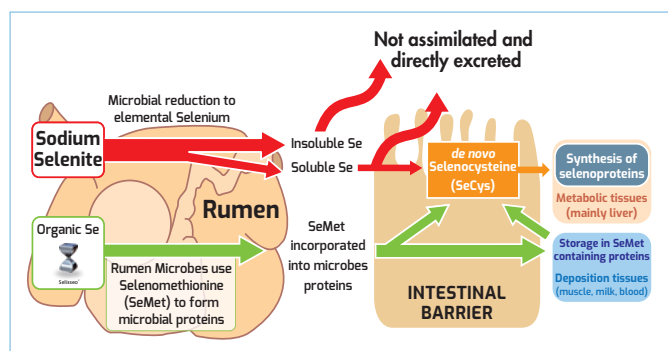 Not assimilated and
directly excreted
Microbial reduction to
elemental Selenium
Sodium
Selenite
Insoluble Se
Soluble Se
de novo
Selenocysteine
(SeCys)
Synthesis of
selenoproteins
Metabolic tissues
(mainly liver)
Rumen
Organic Se
Selisseo
Rumen Microbes use
Selenomethionine
(SeMet) to form
microbial proteins
SeMet
incorporated
into microbes
proteins
Storage in SeMet
containing proteins
Deposition tissues
(muscle, milk, blood)
INTESTINAL
BARRIER